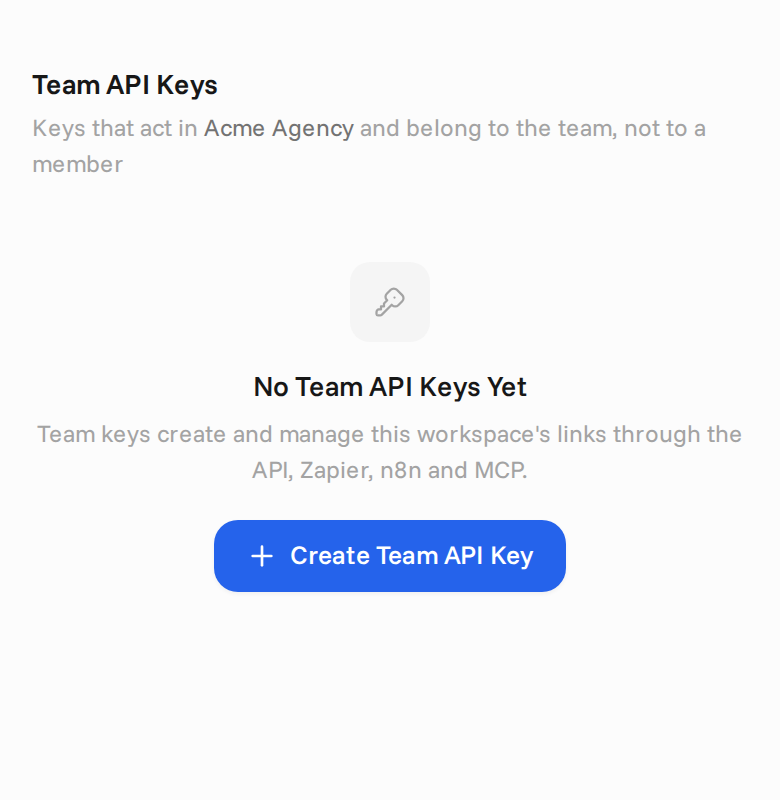 Team API Keys
Keys that act in Acme Agency and belong to the team, not to a
member
No Team API Keys Yet
Team keys create and manage this workspace's links through the
API, Zapier, n8n and MCP.
Create Team API Key